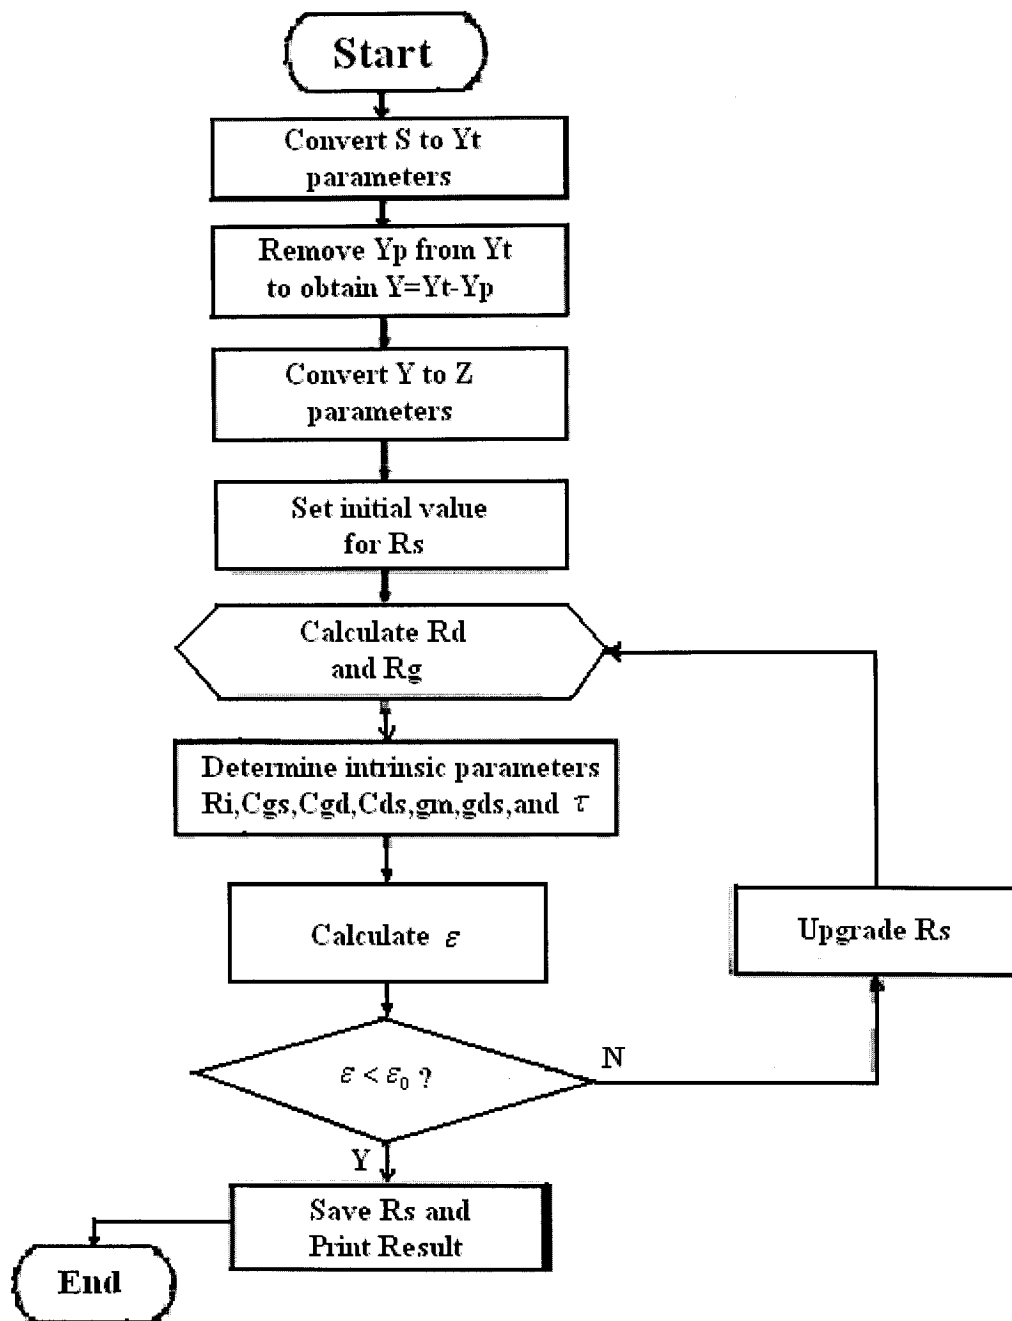 Start
Convert S to Yt
parameters
Remove Yp from Yt
to obtain Y=Yt-Yp
Convert Y to Z
parameters
Set initial value
for Rs
Calculate Rd
and Rg
Determine intrinsic parameters
Ri,Cgs,Cgd,Cds,gm,gds,and τ
Calculate ε
Upgrade Rs
ε < ε₀ ?
N
Y
Save Rs and
Print Result
End